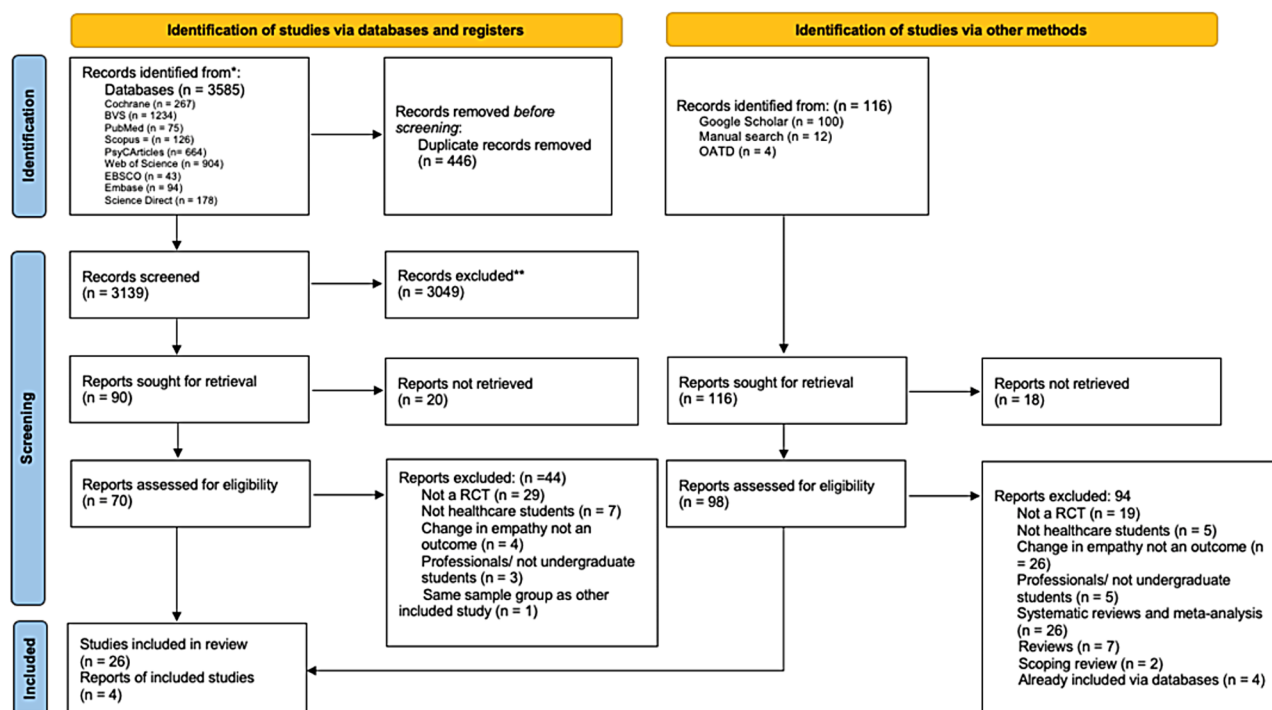 Identification of studies via databases and registers
Identification of studies via other methods
Identification
Records identified from*:
Databases (n = 3585)
Cochrane (n = 267)
BVS (n = 1234)
PubMed (n = 75)
Scopus = (n = 126)
PsyCArticles (n= 664)
Web of Science (n = 904)
EBSCO (n = 43)
Embase (n = 94)
Science Direct (n = 178)
Records removed before
screening:
Duplicate records removed
(n = 446)
Records identified from: (n = 116)
Google Scholar (n = 100)
Manual search (n = 12)
OATD (n = 4)
Screening
Records screened
(n = 3139)
Records excluded**
(n = 3049)
Reports sought for retrieval
(n = 90)
Reports not retrieved
(n = 20)
Reports sought for retrieval
(n = 116)
Reports not retrieved
(n = 18)
Reports assessed for eligibility
(n = 70)
Reports excluded: (n =44)
Not a RCT (n = 29)
Not healthcare students (n = 7)
Change in empathy not an
outcome (n = 4)
Professionals/ not undergraduate
students (n = 3)
Same sample group as other
included study (n = 1)
Reports assessed for eligibility
(n = 98)
Reports excluded: 94
Not a RCT (n = 19)
Not healthcare students (n = 5)
Change in empathy not an outcome (n
= 26)
Professionals/ not undergraduate
students (n = 5)
Systematic reviews and meta-analysis
(n = 26)
Reviews (n = 7)
Scoping review (n = 2)
Already included via databases (n = 4)
Included
Studies included in review
(n = 26)
Reports of included studies
(n = 4)